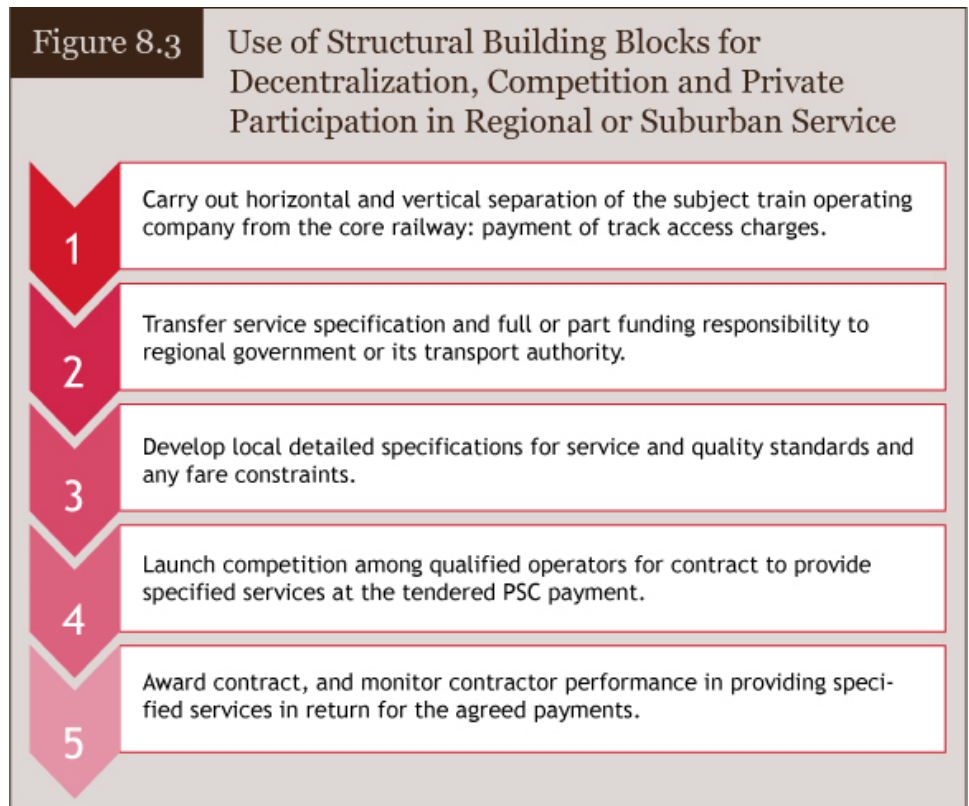 Figure 8.3
Use of Structural Building Blocks for
Decentralization, Competition and Private
Participation in Regional or Suburban Service
1
Carry out horizontal and vertical separation of the subject train operating
company from the core railway: payment of track access charges.
2
Transfer service specification and full or part funding responsibility to
regional government or its transport authority.
3
Develop local detailed specifications for service and quality standards and
any fare constraints.
4
Launch competition among qualified operators for contract to provide
specified services at the tendered PSC payment.
5
Award contract, and monitor contractor performance in providing speci-
fied services in return for the agreed payments.